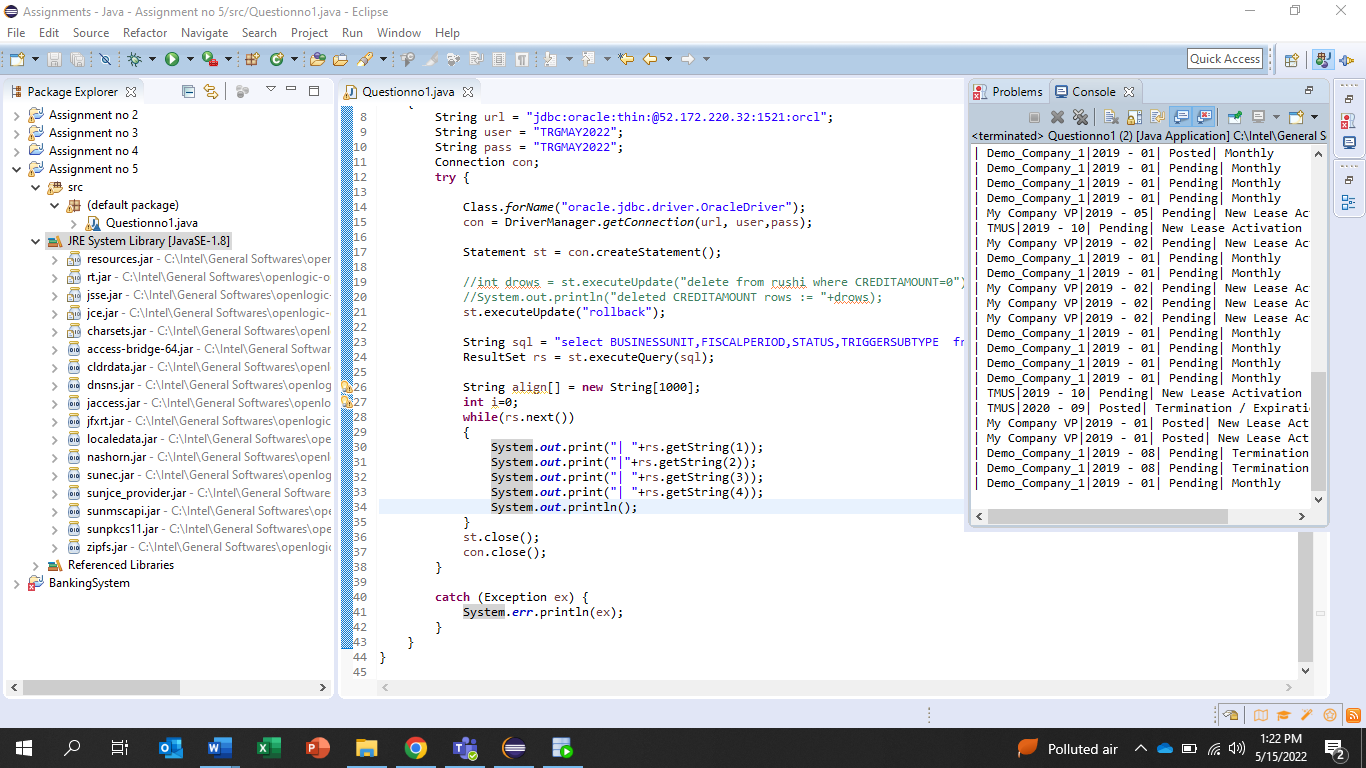 Assignments - Java - Assignment no 5/src/Questionno1.java - Eclipse
File Edit Source Refactor Navigate Search Project Run Window Help
Quick Access
Package Explorer
Assignment no 2
Assignment no 3
Assignment no 4
Assignment no 5
src
(default package)
Questionno1.java
JRE System Library [JavaSE-1.8]
resources.jar - C:\Intel\General Softwares\oper
rt.jar - C:\Intel\General Softwares\openlogic-o
jsse.jar - C:\Intel\General Softwares\openlogic-
jce.jar - C:\Intel\General Softwares\openlogic-
charsets.jar - C:\Intel\General Softwares\openl
access-bridge-64.jar - C:\Intel\General Softwar
cldrdata.jar - C:\Intel\General Softwares\openl
dnsns.jar - C:\Intel\General Softwares\openlog
jaccess.jar - C:\Intel\General Softwares\openlo
jfxrt.jar - C:\Intel\General Softwares\openlogic
localedata.jar - C:\Intel\General Softwares\ope
nashorn.jar - C:\Intel\General Softwares\openl
sunec.jar - C:\Intel\General Softwares\openlog
sunjce_provider.jar - C:\Intel\General Software
sunmscapi.jar - C:\Intel\General Softwares\op
sunpkcs11.jar - C:\Intel\General Softwares\ope
zipfs.jar - C:\Intel\General Softwares\openlogic
Referenced Libraries
BankingSystem
Questionno1.java
8 String url = "jdbc:oracle:thin:@52.172.220.32:1521:orcl";
9 String user = "TRGMAY2022";
10 String pass = "TRGMAY2022";
11 Connection con;
12 try {
13
14 Class.forName("oracle.jdbc.driver.OracleDriver");
15 con = DriverManager.getConnection(url, user,pass);
16
17 Statement st = con.createStatement();
18
19 //int drows = st.executeUpdate("delete from rushi where CREDITAMOUNT=0")
20 //System.out.println("deleted CREDITAMOUNT rows := "+drows);
21 st.executeUpdate("rollback");
22
23 String sql = "select BUSINESSUNIT,FISCALPERIOD,STATUS,TRIGGERSUBTYPE fr
24 ResultSet rs = st.executeQuery(sql);
25
26 String align[] = new String[1000];
27 int i=0;
28 while(rs.next())
29 {
30 System.out.print("| "+rs.getString(1));
31 System.out.print("|"+rs.getString(2));
32 System.out.print("| "+rs.getString(3));
33 System.out.print("| "+rs.getString(4));
34 System.out.println();
35 }
36 st.close();
37 con.close();
38 }
39
40 catch (Exception ex) {
41 System.err.println(ex);
42 }
43 }
44 }
45
Problems Console
<terminated> Questionno1 (2) [Java Application] C:\Intel\General S
| Demo_Company_1|2019 - 01| Posted| Monthly
| Demo_Company_1|2019 - 01| Pending| Monthly
| Demo_Company_1|2019 - 01| Pending| Monthly
| Demo_Company_1|2019 - 01| Pending| Monthly
| My Company VP|2019 - 05| Pending| New Lease Ac
| TMUS|2019 - 10| Pending| New Lease Activation
| My Company VP|2019 - 02| Pending| New Lease Ac
| Demo_Company_1|2019 - 01| Pending| Monthly
| Demo_Company_1|2019 - 01| Pending| Monthly
| My Company VP|2019 - 02| Pending| New Lease Ac
| My Company VP|2019 - 02| Pending| New Lease Ac
| My Company VP|2019 - 02| Pending| New Lease Ac
| Demo_Company_1|2019 - 01| Pending| Monthly
| Demo_Company_1|2019 - 01| Pending| Monthly
| Demo_Company_1|2019 - 01| Pending| Monthly
| Demo_Company_1|2019 - 01| Pending| Monthly
| TMUS|2019 - 10| Pending| New Lease Activation
| TMUS|2020 - 09| Posted| Termination / Expirati
| My Company VP|2019 - 01| Posted| New Lease Act
| My Company VP|2019 - 01| Posted| New Lease Act
| Demo_Company_1|2019 - 08| Pending| Termination
| Demo_Company_1|2019 - 08| Pending| Termination
| Demo_Company_1|2019 - 01| Pending| Monthly
Polluted air
1:22 PM
5/15/2022
2